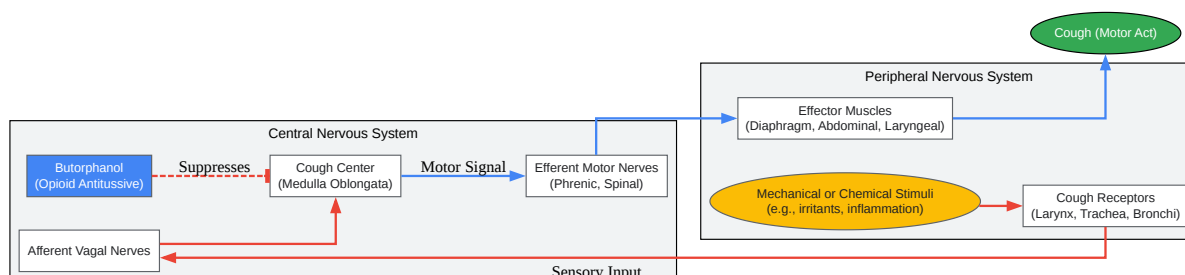 Cough (Motor Act)
Peripheral Nervous System
Effector Muscles
(Diaphragm, Abdominal, Laryngeal)
Central Nervous System
Butorphanol
(Opioid Antitussive)
Suppresses
Cough Center
(Medulla Oblongata)
Motor Signal
Efferent Motor Nerves
(Phrenic, Spinal)
Mechanical or Chemical Stimuli
(e.g., irritants, inflammation)
Cough Receptors
(Larynx, Trachea, Bronchi)
Afferent Vagal Nerves
Sensory Input